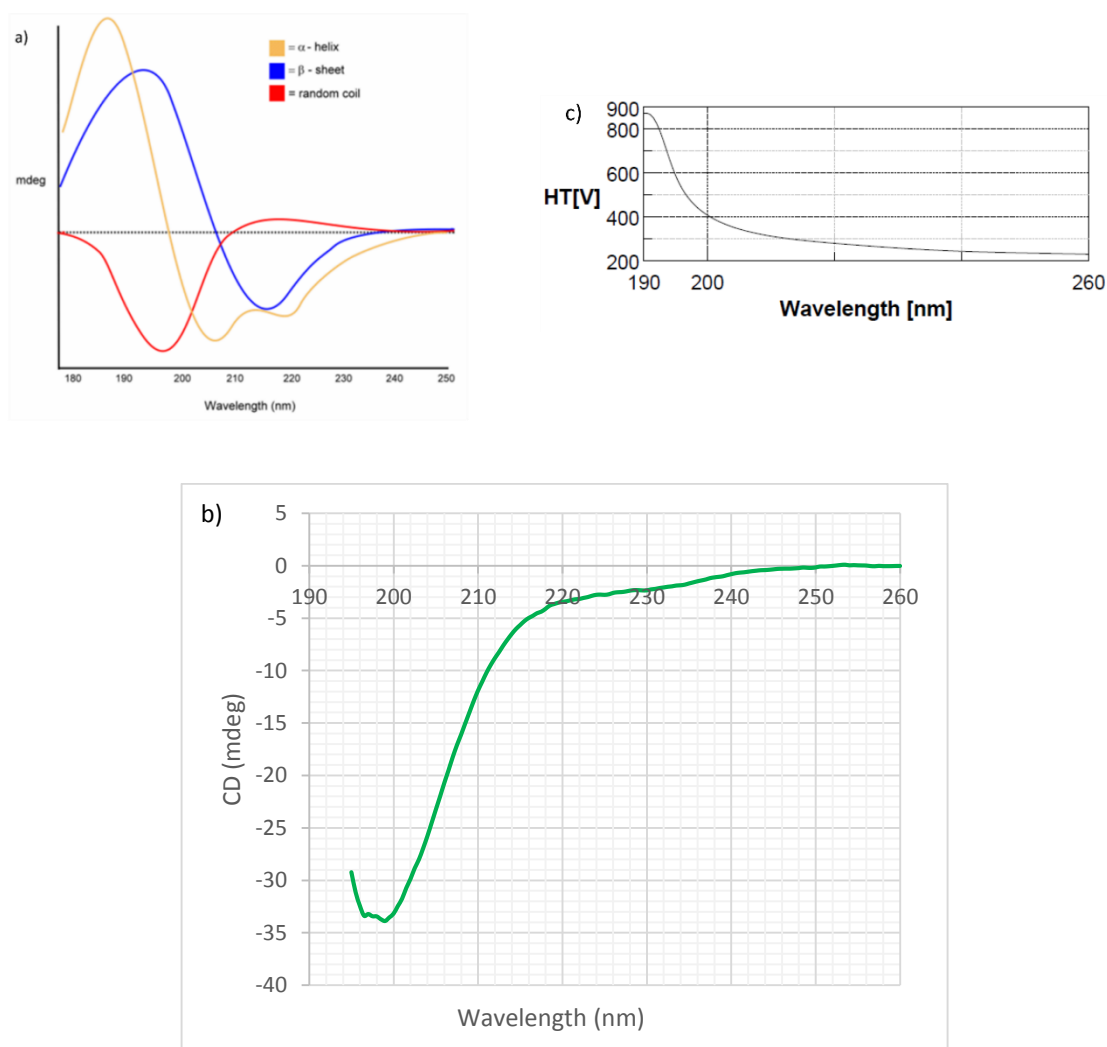 a)
= α - helix
= β - sheet
= random coil
mdeg
180 190 200 210 220 230 240 250
Wavelength (nm)
c)
900
800
600
HT[V]
400
200
190 200 260
Wavelength [nm]
b)
5
0
190 200 210 220 230 240 250 260
-5
-10
-15
-20
-25
-30
-35
-40
CD (mdeg)
Wavelength (nm)